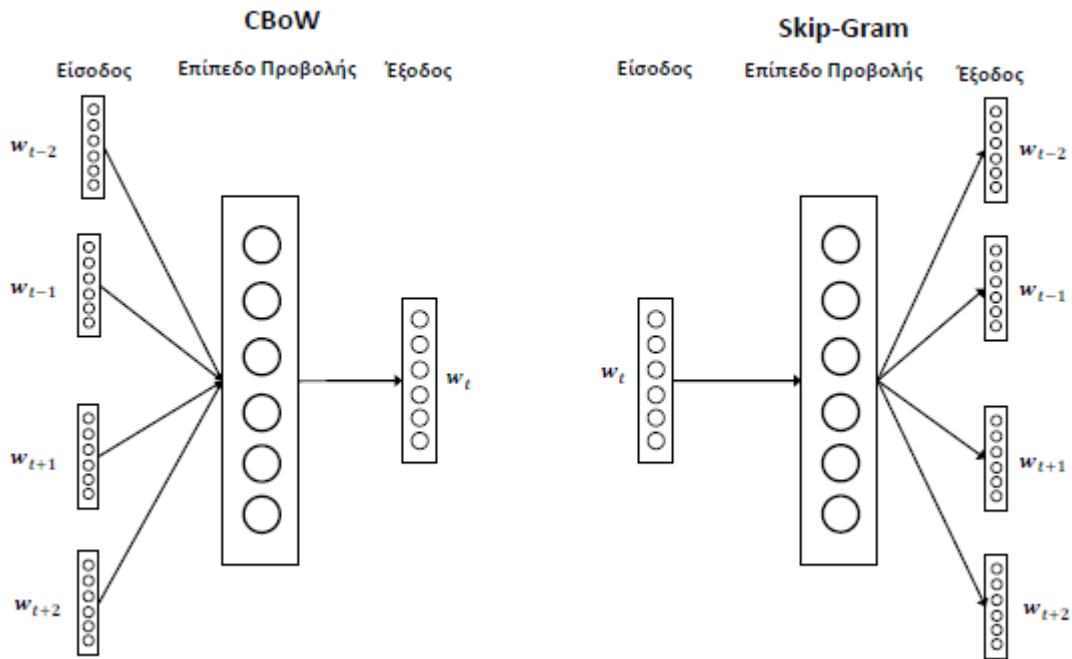 CBoW
Είσοδος Επίπεδο Προβολής Έξοδος
w_{t-2}
w_{t-1}
w_t
w_{t+1}
w_{t+2}
Skip-Gram
Είσοδος Επίπεδο Προβολής Έξοδος
w_{t-2}
w_{t-1}
w_t
w_{t+1}
w_{t+2}